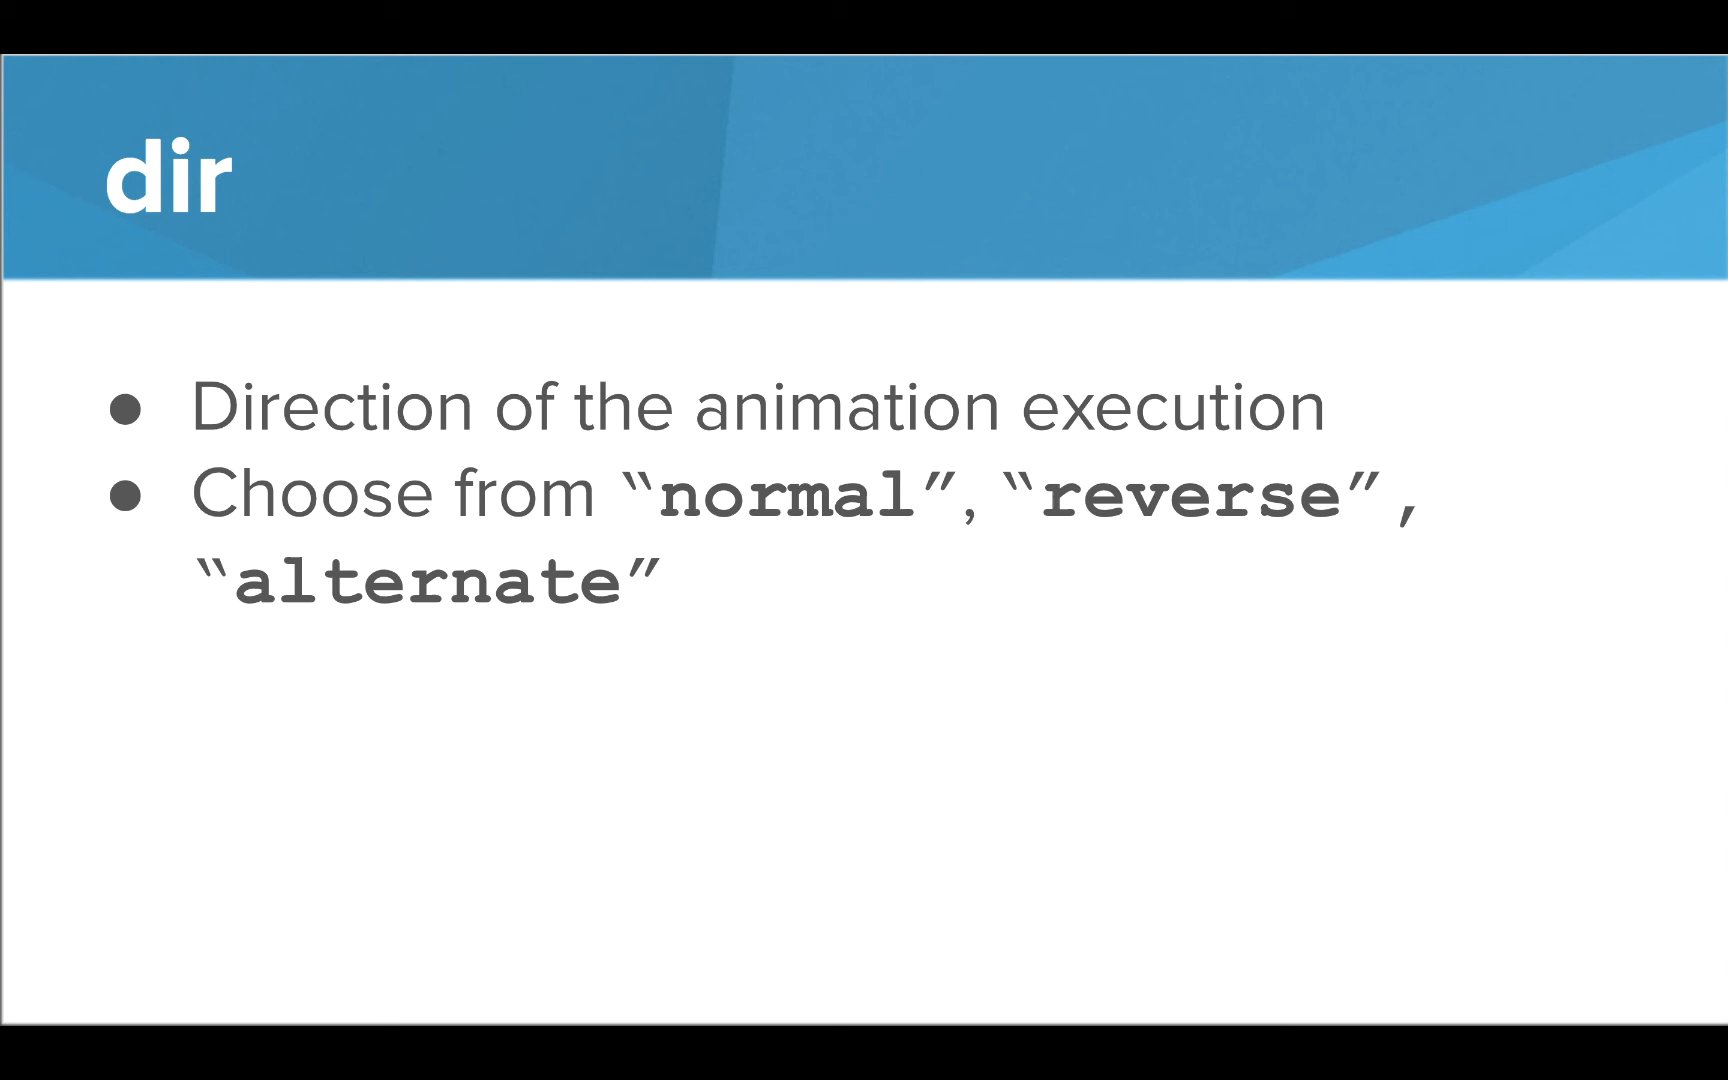 dir
● Direction of the animation execution
● Choose from “normal”, “reverse”,
“alternate”